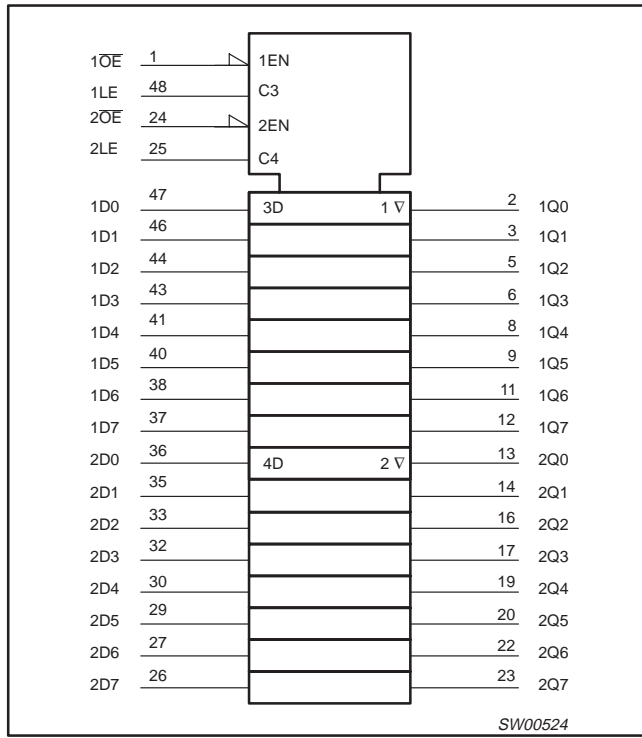 1O̅E̅ 1 1EN
1LE 48 C3
2O̅E̅ 24 2EN
2LE 25 C4
1D0 47 3D 1 ∇ 2 1Q0
1D1 46 3 1Q1
1D2 44 5 1Q2
1D3 43 6 1Q3
1D4 41 8 1Q4
1D5 40 9 1Q5
1D6 38 11 1Q6
1D7 37 12 1Q7
2D0 36 4D 2 ∇ 13 2Q0
2D1 35 14 2Q1
2D2 33 16 2Q2
2D3 32 17 2Q3
2D4 30 19 2Q4
2D5 29 20 2Q5
2D6 27 22 2Q6
2D7 26 23 2Q7
SW00524